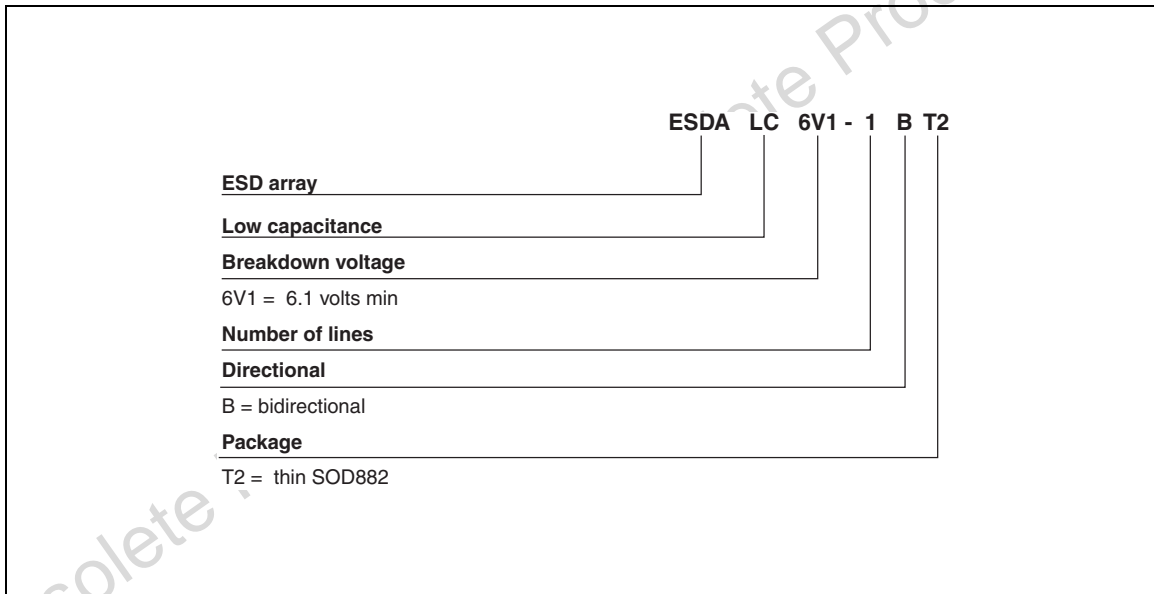 ESDA LC 6V1 - 1 B T2
ESD array
Low capacitance
Breakdown voltage
6V1 = 6.1 volts min
Number of lines
Directional
B = bidirectional
Package
T2 = thin SOD882